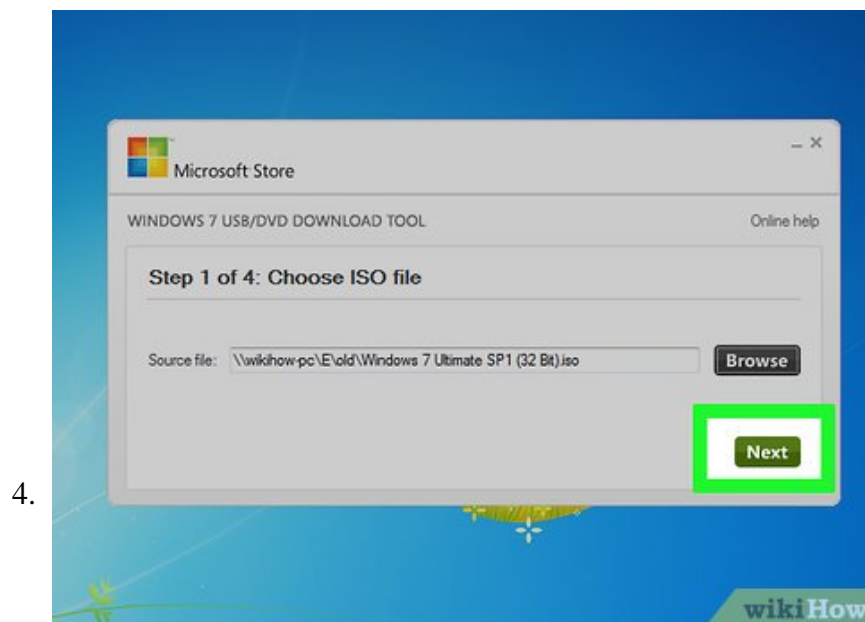 Microsoft Store
WINDOWS 7 USB/DVD DOWNLOAD TOOL
Online help
Step 1 of 4: Choose ISO file
Source file: \\wikihow-pc\E\old\Windows 7 Ultimate SP1 (32 Bit).iso
Browse
Next
4.
wikiHow